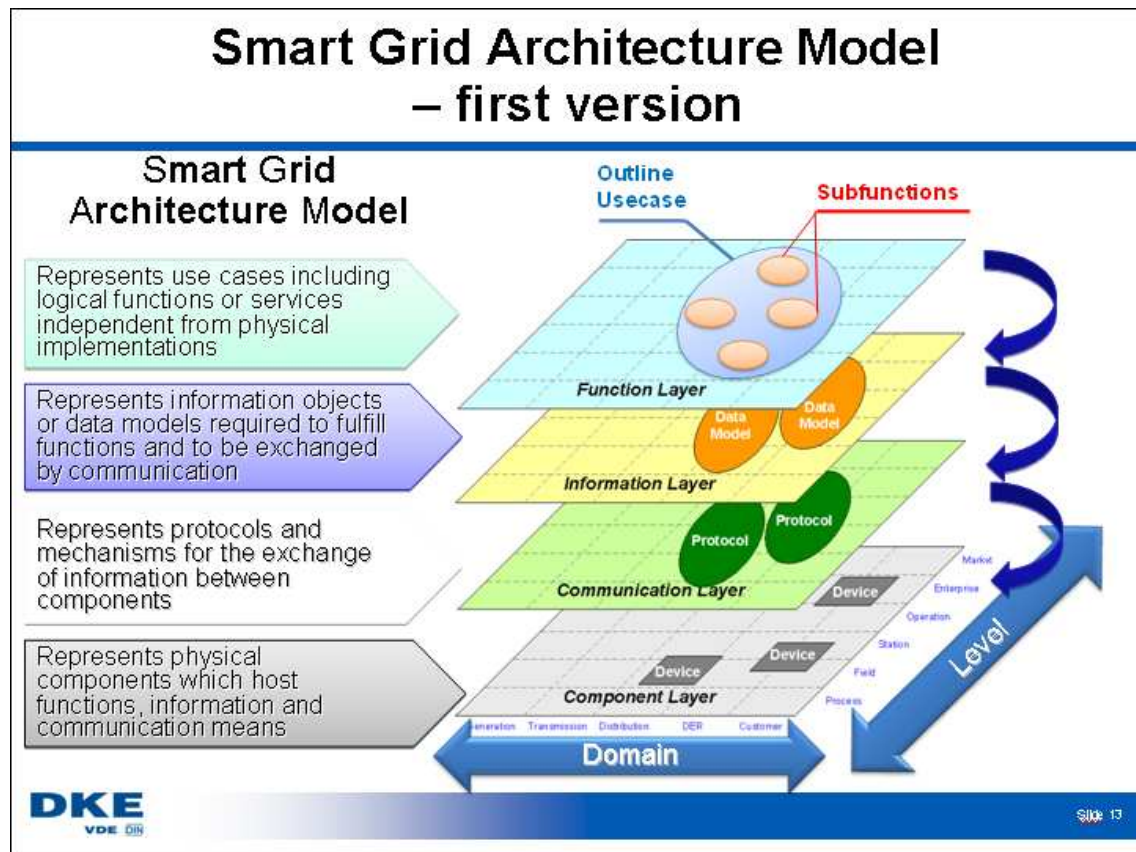 Smart Grid Architecture Model
– first version
Smart Grid
Architecture Model
Represents use cases including
logical functions or services
independent from physical
implementations
Represents information objects
or data models required to fulfill
functions and to be exchanged
by communication
Represents protocols and
mechanisms for the exchange
of information between
components
Represents physical
components which host
functions, information and
communication means
Outline
Usecase
Subfunctions
Function Layer
Data
Model
Data
Model
Information Layer
Protocol
Protocol
Communication Layer
Device
Device
Device
Component Layer
Market
Enterprise
Operation
Station
Field
Process
Level
eneration Transmission Distribution DER Customer
Domain
DKE
VDE DIN
Slide 13